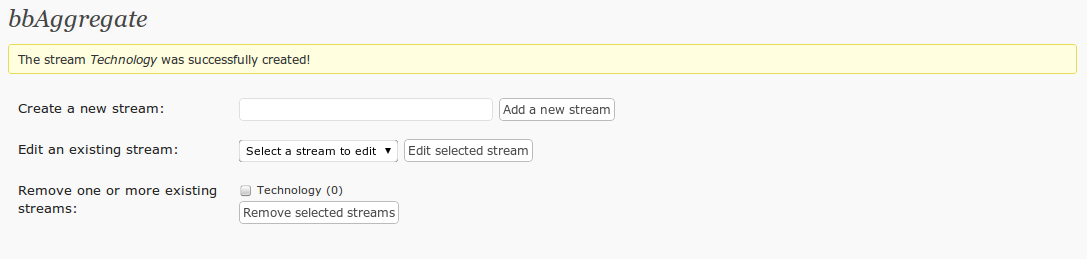 bbAggregate
The stream Technology was successfully created!
Create a new stream:
Add a new stream
Edit an existing stream:
Select a stream to edit
Edit selected stream
Remove one or more existing
streams:
Technology (0)
Remove selected streams